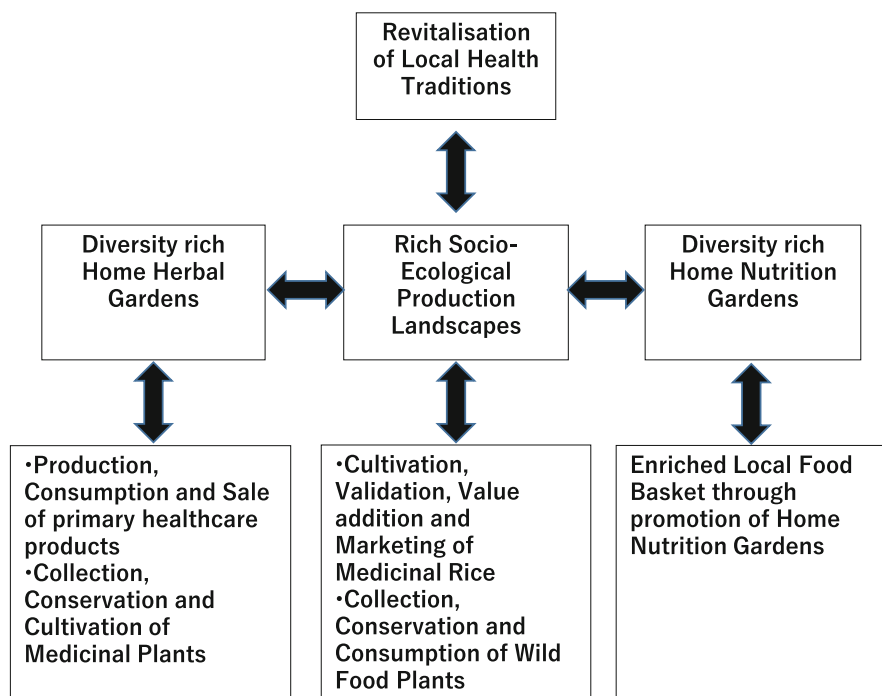 Revitalisation
of Local Health
Traditions
Diversity rich
Home Herbal
Gardens
Rich Socio-
Ecological
Production
Landscapes
Diversity rich
Home Nutrition
Gardens
・Production,
Consumption and Sale
of primary healthcare
products
・Collection,
Conservation and
Cultivation of
Medicinal Plants
・Cultivation,
Validation, Value
addition and
Marketing of
Medicinal Rice
・Collection,
Conservation and
Consumption of Wild
Food Plants
Enriched Local Food
Basket through
promotion of Home
Nutrition Gardens